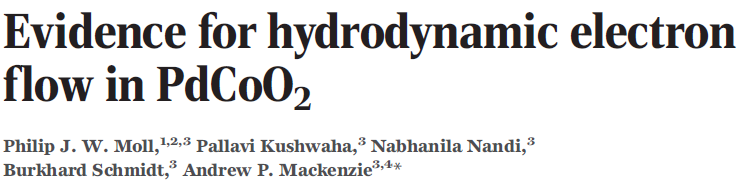 Evidence for hydrodynamic electron
flow in PdCoO₂
Philip J. W. Moll,¹,²,³ Pallavi Kushwaha,³ Nabhanila Nandi,³
Burkhard Schmidt,³ Andrew P. Mackenzie³,⁴*